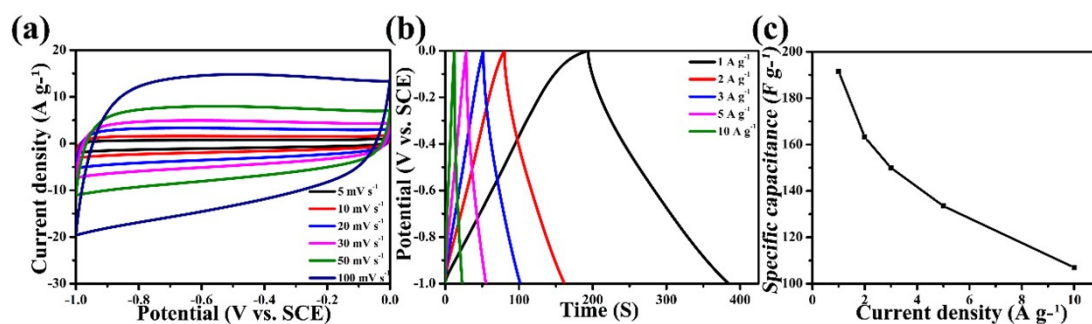 (a)
Current density (A g-¹)
20
10
0
-10
-20
-30
-1.0
-0.8
-0.6
-0.4
-0.2
0.0
Potential (V vs. SCE)
5 mV s-¹
10 mV s-¹
20 mV s-¹
30 mV s-¹
50 mV s-¹
100 mV s-¹
(b)
Potential (V vs. SCE)
0.0
-0.2
-0.4
-0.6
-0.8
-1.0
0
100
200
300
400
Time (S)
1 A g-¹
2 A g-¹
3 A g-¹
5 A g-¹
10 A g-¹
(c)
Specific capacitance (F g-¹)
200
180
160
140
120
100
0
2
4
6
8
10
Current density (A g-¹)